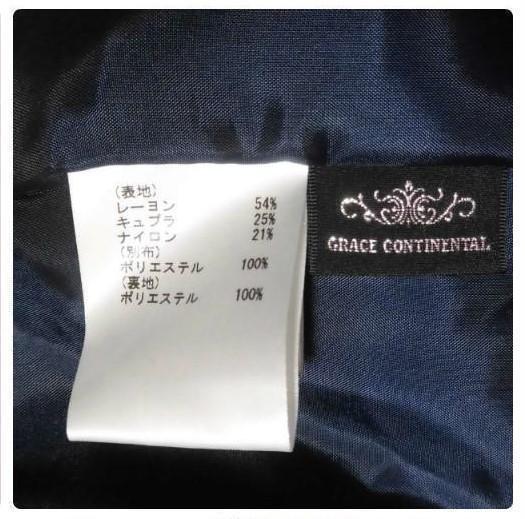 (表地)
レーヨン 54%
キュプラ 25%
ナイロン 21%
(別布)
ポリエステル 100%
(裏地)
ポリエステル 100%
GRACE CONTINENTAL